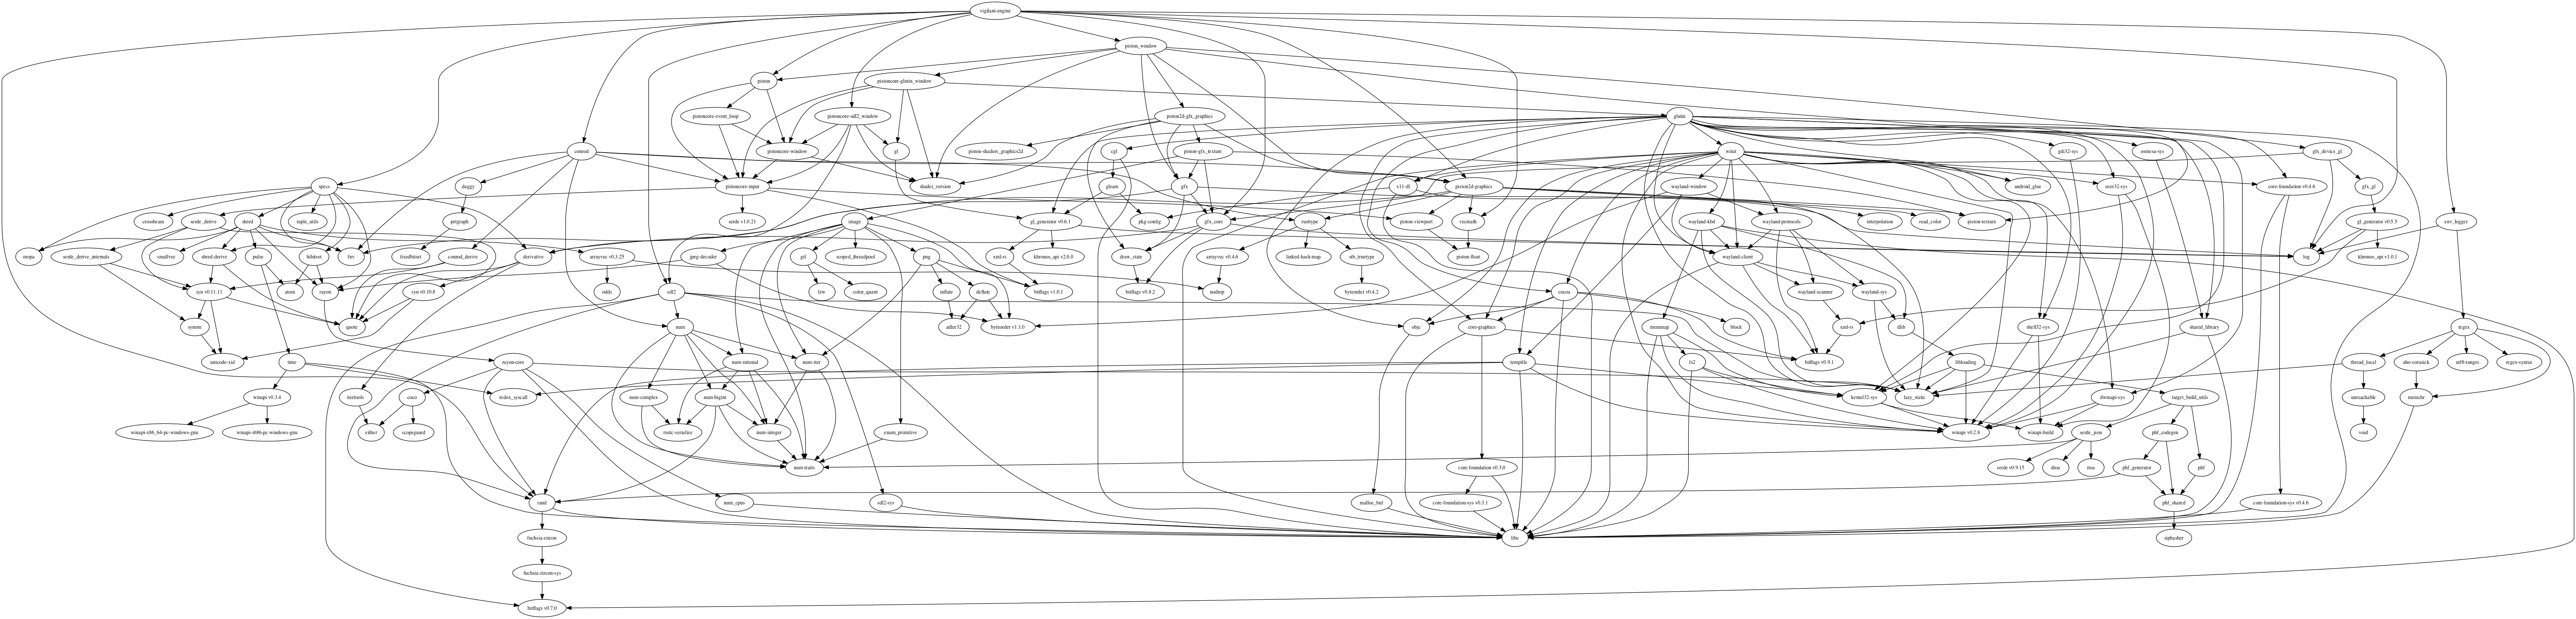 vigilant-engine
piston_window
piston
pistoncore-glutin_window
pistoncore-event_loop
pistoncore-sdl2_window
piston2d-gfx_graphics
glutin
conrod
pistoncore-window
gl
piston-shaders_graphics2d
cgl
piston-gfx_texture
winit
gdi32-sys
osmesa-sys
gfx_device_gl
specs
daggy
pistoncore-input
shader_version
gleam
gfx
x11-dl
piston2d-graphics
wayland-window
android_glue
user32-sys
core-foundation v0.4.6
gfx_gl
crossbeam
serde_derive
shred
tuple_utils
petgraph
serde v1.0.21
image
gl_generator v0.6.1
pkg-config
gfx_core
rusttype
piston-viewport
vecmath
wayland-kbd
wayland-protocols
interpolation
read_color
piston-texture
gl_generator v0.5.5
env_logger
mopa
serde_derive_internals
smallvec
shred-derive
pulse
hibitset
fnv
fixedbitset
conrod_derive
derivative
arrayvec v0.3.25
jpeg-decoder
gif
scoped_threadpool
png
xml-rs
khronos_api v2.0.0
draw_state
arrayvec v0.4.6
linked-hash-map
stb_truetype
piston-float
wayland-client
log
khronos_api v1.0.1
syn v0.11.11
atom
rayon
syn v0.10.8
odds
sdl2
lzw
color_quant
inflate
deflate
bitflags v1.0.1
bitflags v0.8.2
nodrop
byteorder v0.4.2
cocoa
wayland-scanner
wayland-sys
synom
quote
num
adler32
byteorder v1.1.0
objc
core-graphics
block
memmap
xml-rs
dlib
shell32-sys
shared_library
regex
unicode-xid
time
rayon-core
num-rational
num-iter
tempfile
fs2
bitflags v0.9.1
libloading
thread_local
aho-corasick
utf8-ranges
regex-syntax
winapi v0.3.4
itertools
coco
redox_syscall
num-complex
num-bigint
kernel32-sys
lazy_static
dwmapi-sys
target_build_utils
unreachable
memchr
winapi-x86_64-pc-windows-gnu
winapi-i686-pc-windows-gnu
either
scopeguard
rustc-serialize
num-integer
enum_primitive
winapi v0.2.8
winapi-build
serde_json
phf_codegen
void
num-traits
core-foundation v0.3.0
serde v0.9.15
dtoa
itoa
phf_generator
phf
rand
num_cpus
sdl2-sys
core-foundation-sys v0.3.1
malloc_buf
phf_shared
core-foundation-sys v0.4.6
fuchsia-zircon
libc
siphasher
fuchsia-zircon-sys
bitflags v0.7.0